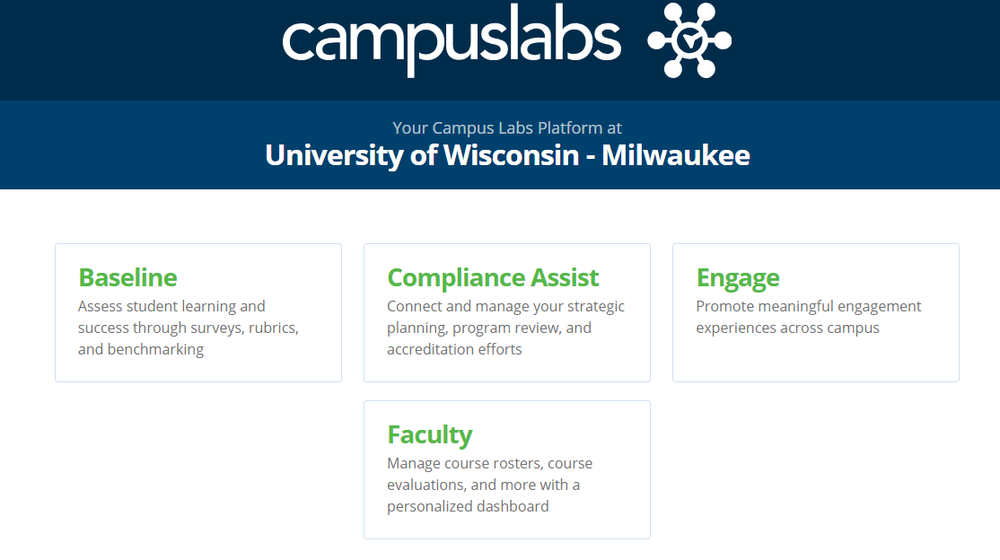 campuslabs
Your Campus Labs Platform at
University of Wisconsin - Milwaukee
Baseline
Assess student learning and
success through surveys, rubrics,
and benchmarking
Compliance Assist
Connect and manage your strategic
planning, program review, and
accreditation efforts
Engage
Promote meaningful engagement
experiences across campus
Faculty
Manage course rosters, course
evaluations, and more with a
personalized dashboard